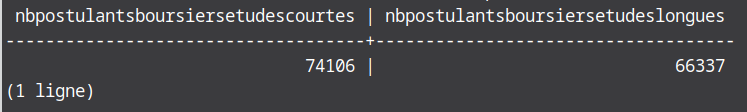 nbpostulantsboursiersetudescourtes | nbpostulantsboursiersetudeslongues
------------------------------------+------------------------------------
74106 | 66337
(1 ligne)